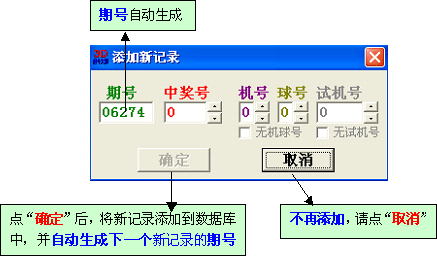 期号自动生成
添加新记录
期号 中奖号 机号 球号 试机号
06274 0 0 0 0
无机球号 无试机号
确定 取消
点“确定”后，将新记录添加到数据库
中，并自动生成下一个新记录的期号
不再添加，请点“取消”